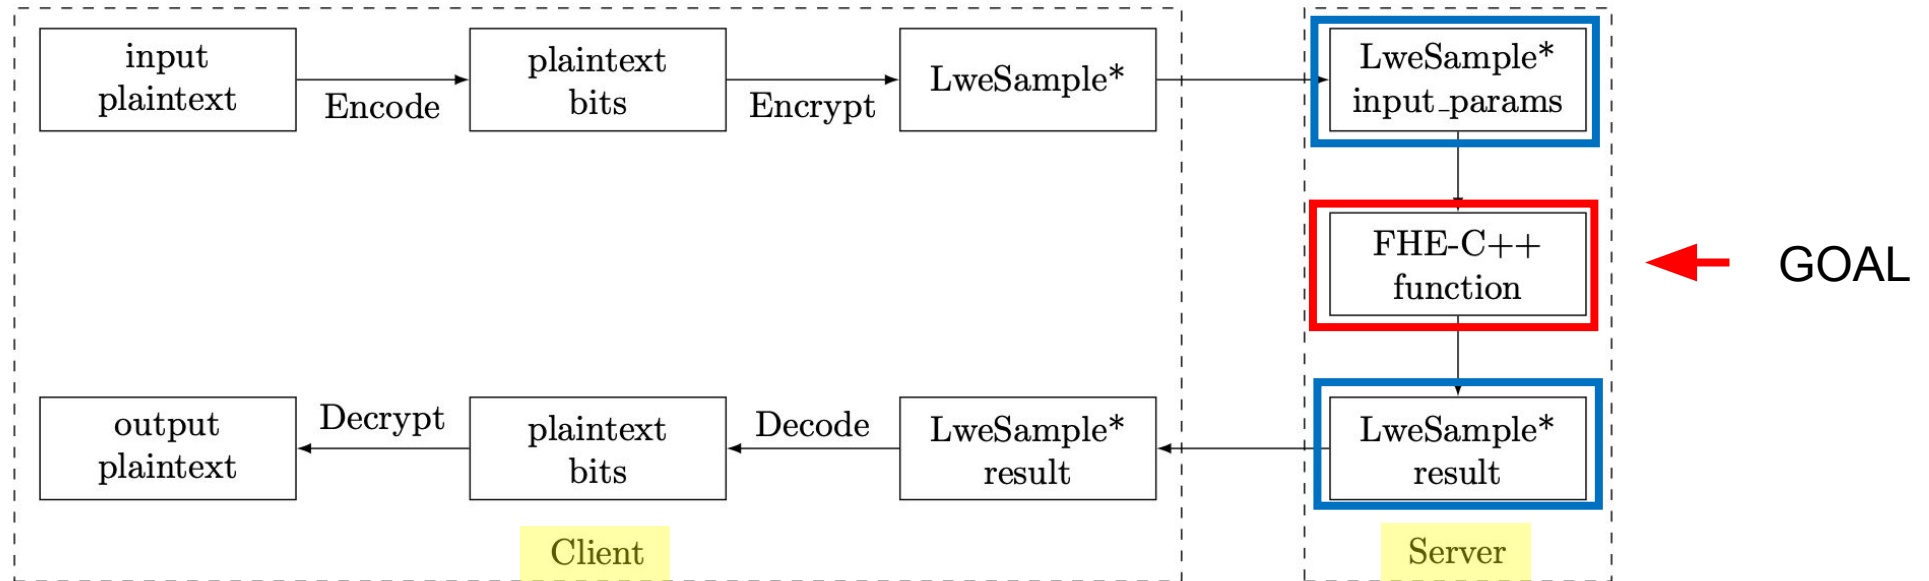 input
plaintext
Encode
plaintext
bits
Encrypt
LweSample*
LweSample*
input_params
FHE-C++
function
GOAL
output
plaintext
Decrypt
plaintext
bits
Decode
LweSample*
result
LweSample*
result
Client
Server